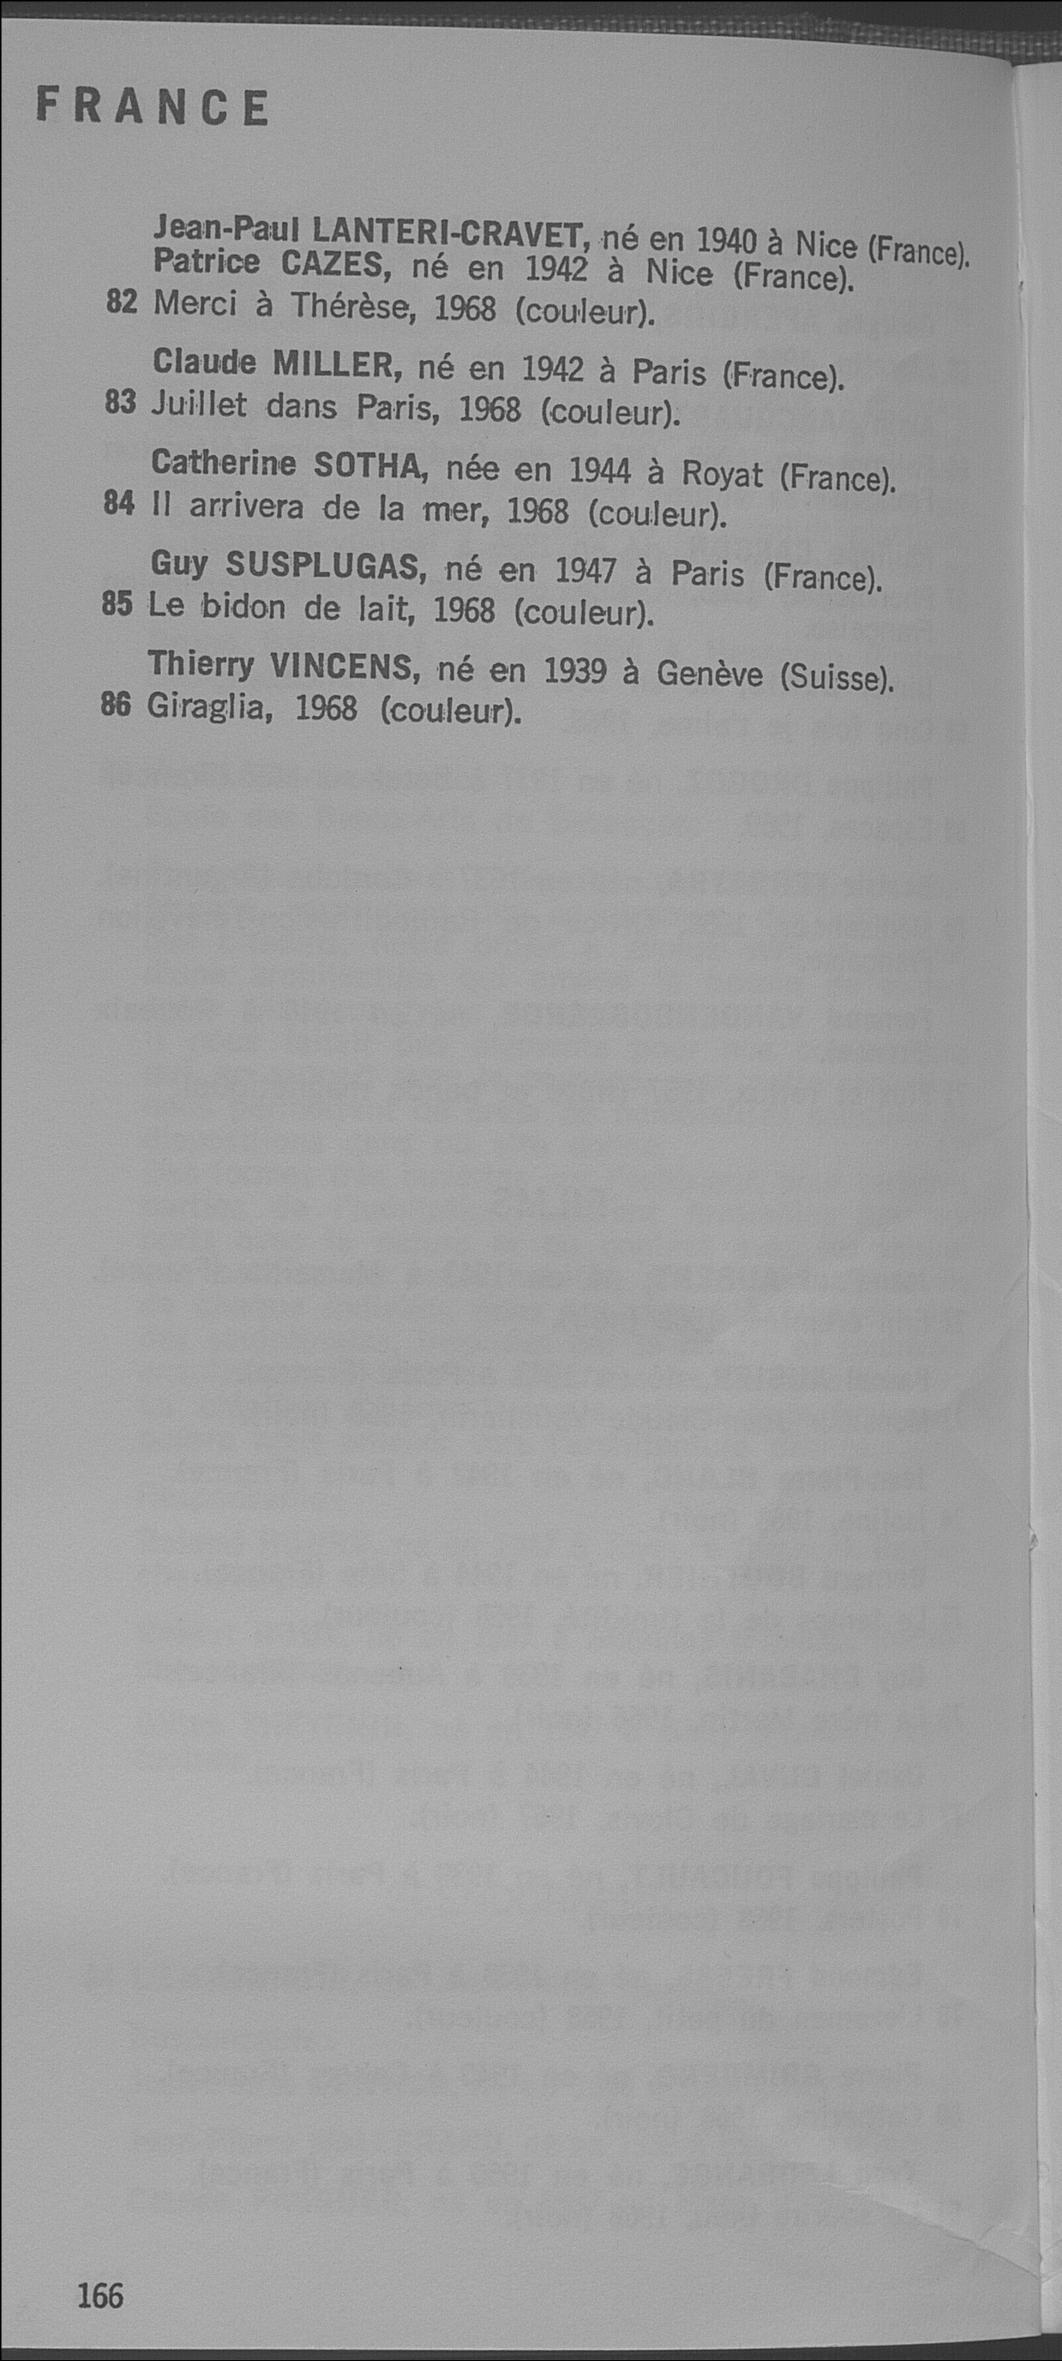 FRANCE
Jean-Paul LANTERI-CRAVET, né en 1940 à Nice (France).
Patrice CAZES, né en 1942 à Nice (France).
82 Merci à Thérèse, 1968 (couleur).
Claude MILLER, né en 1942 à Paris (France).
83 Juillet dans Paris, 1968 (couleur).
Catherine SOTHA, née en 1944 à Royat (France).
84 Il arrivera de la mer, 1968 (couleur).
Guy SUSPLUGAS, né en 1947 à Paris (France).
85 Le bidon de lait, 1968 (couleur).
Thierry VINCENS, né en 1939 à Genève (Suisse).
86 Giraglia, 1968 (couleur).
166